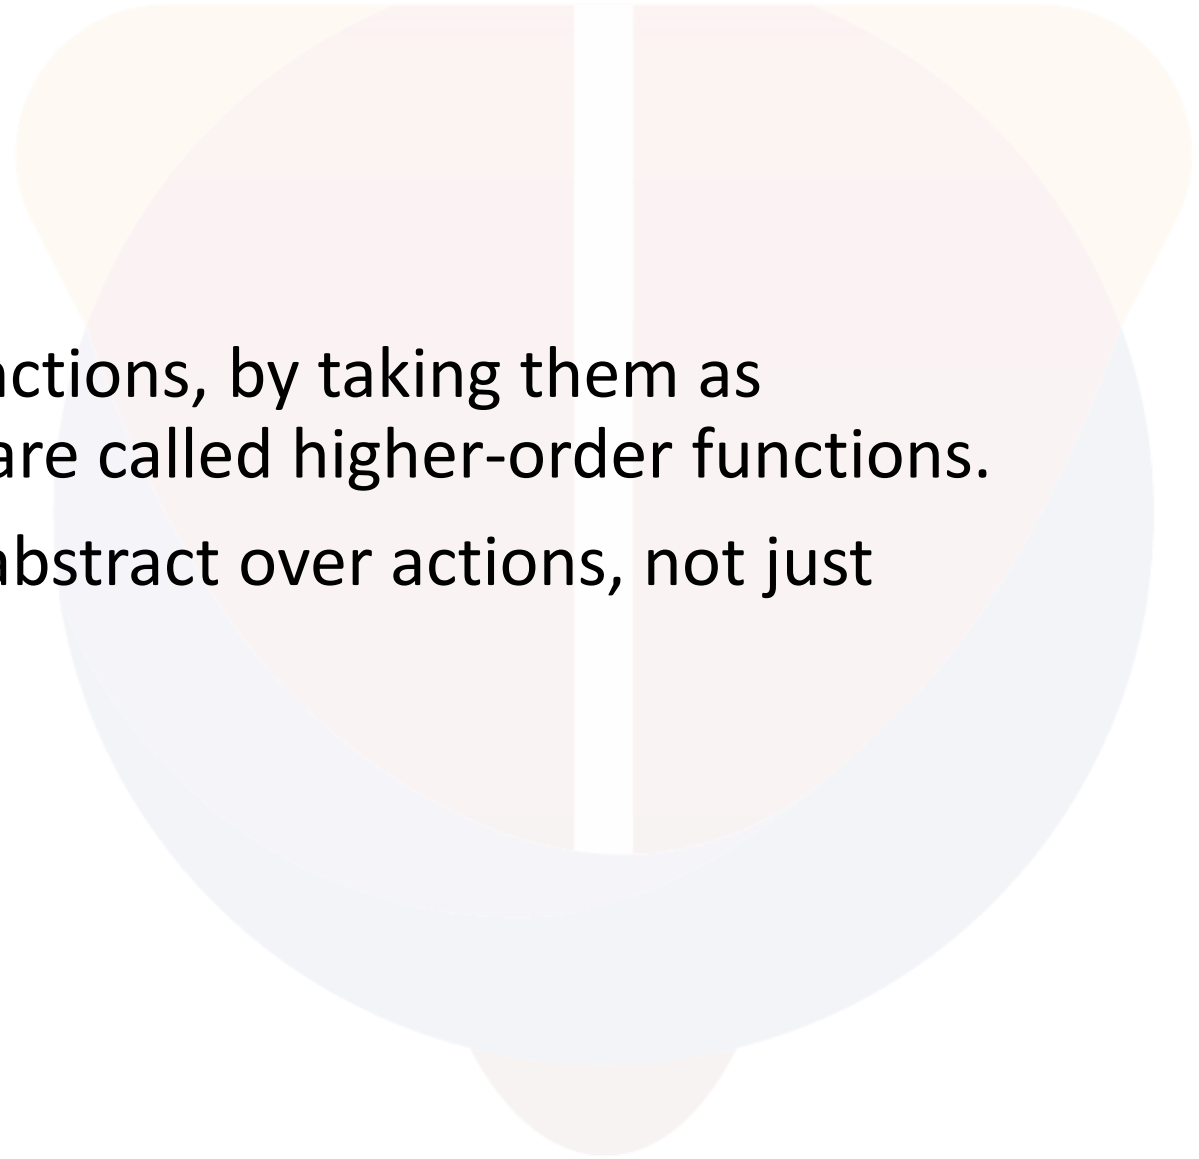 nctions, by taking them as
are called higher-order functions.
abstract over actions, not just